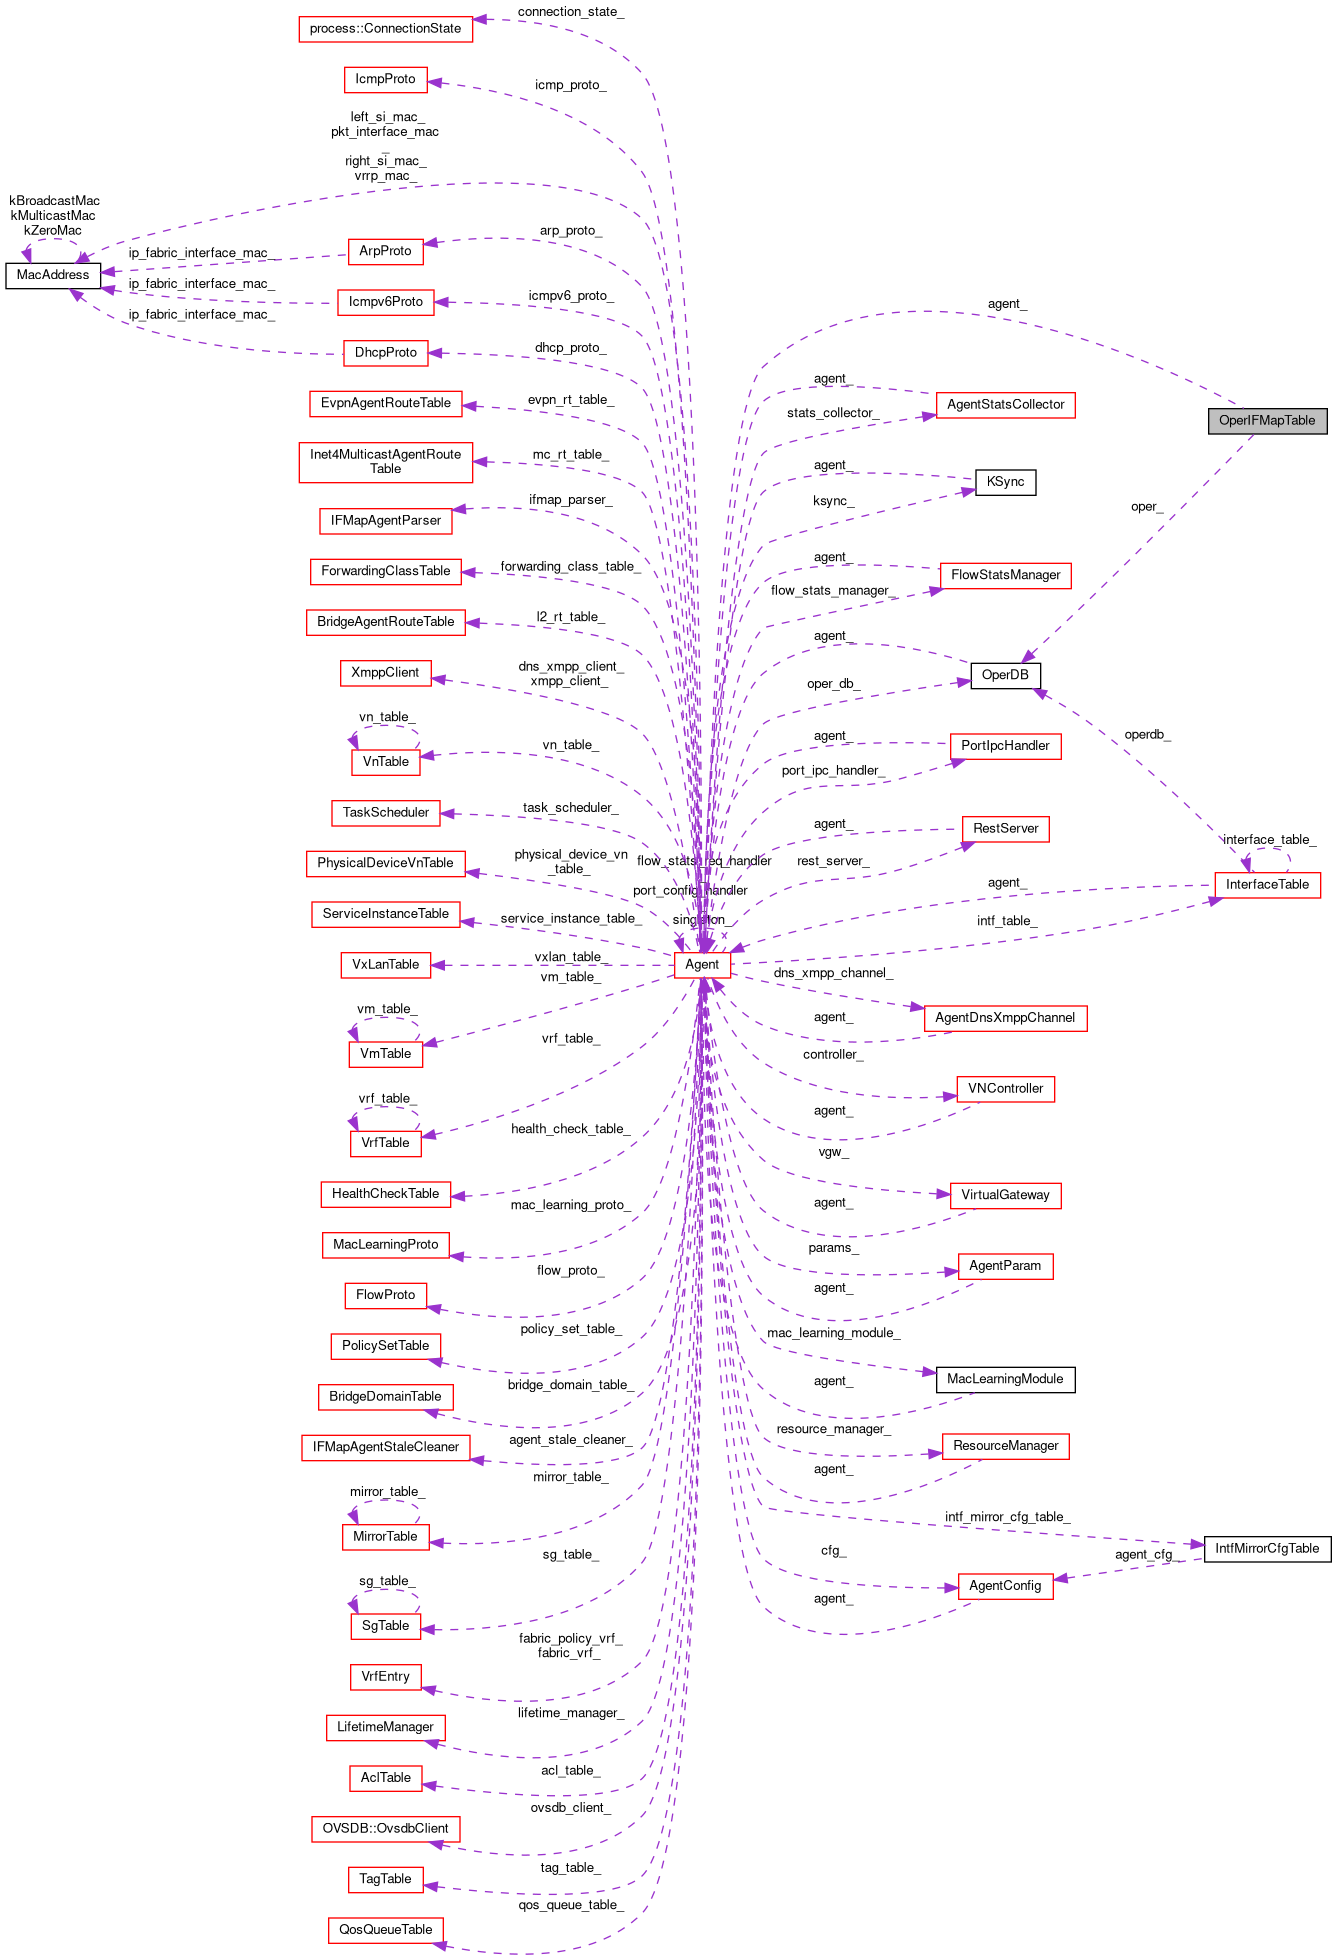 connection_state_
process::ConnectionState
IcmpProto
icmp_proto_
left_si_mac_
pkt_interface_mac
_
right_si_mac_
vrrp_mac_
kBroadcastMac
kMulticastMac
kZeroMac
MacAddress
ip_fabric_interface_mac_
ArpProto
arp_proto_
ip_fabric_interface_mac_
Icmpv6Proto
icmpv6_proto_
ip_fabric_interface_mac_
DhcpProto
dhcp_proto_
EvpnAgentRouteTable
evpn_rt_table_
Inet4MulticastAgentRoute
Table
mc_rt_table_
IFMapAgentParser
ifmap_parser_
ForwardingClassTable
forwarding_class_table_
BridgeAgentRouteTable
l2_rt_table_
XmppClient
dns_xmpp_client_
xmpp_client_
vn_table_
VnTable
vn_table_
TaskScheduler
task_scheduler_
PhysicalDeviceVnTable
physical_device_vn
_table_
ServiceInstanceTable
service_instance_table_
VxLanTable
vxlan_table_
vm_table_
vm_table_
VmTable
vrf_table_
vrf_table_
VrfTable
health_check_table_
HealthCheckTable
mac_learning_proto_
MacLearningProto
flow_proto_
FlowProto
policy_set_table_
PolicySetTable
bridge_domain_table_
BridgeDomainTable
agent_stale_cleaner_
IFMapAgentStaleCleaner
mirror_table_
mirror_table_
MirrorTable
sg_table_
sg_table_
SgTable
fabric_policy_vrf_
fabric_vrf_
VrfEntry
lifetime_manager_
LifetimeManager
acl_table_
AclTable
ovsdb_client_
OVSDB::OvsdbClient
tag_table_
TagTable
qos_queue_table_
QosQueueTable
flow_stats_req_handler
_
port_config_handler
_
singleton_
Agent
agent_
OperIFMapTable
agent_
AgentStatsCollector
stats_collector_
agent_
KSync
ksync_
oper_
agent_
FlowStatsManager
flow_stats_manager_
agent_
OperDB
oper_db_
operdb_
agent_
PortIpcHandler
port_ipc_handler_
agent_
RestServer
rest_server_
interface_table_
InterfaceTable
agent_
intf_table_
dns_xmpp_channel_
AgentDnsXmppChannel
agent_
controller_
VNController
agent_
vgw_
VirtualGateway
agent_
params_
AgentParam
agent_
mac_learning_module_
MacLearningModule
agent_
resource_manager_
ResourceManager
agent_
intf_mirror_cfg_table_
IntfMirrorCfgTable
agent_cfg_
cfg_
AgentConfig
agent_